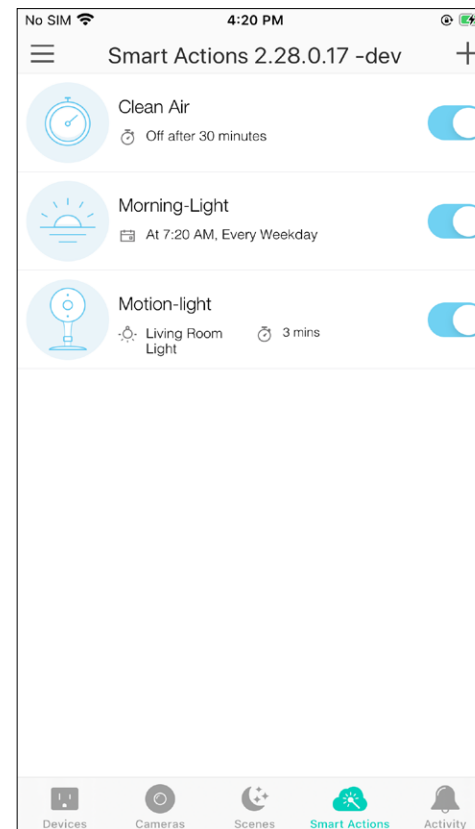 No SIM 4:20 PM
Smart Actions 2.28.0.17 -dev
Clean Air
Off after 30 minutes
Morning-Light
At 7:20 AM, Every Weekday
Motion-light
Living Room 3 mins
Light
Devices Cameras Scenes Smart Actions Activity